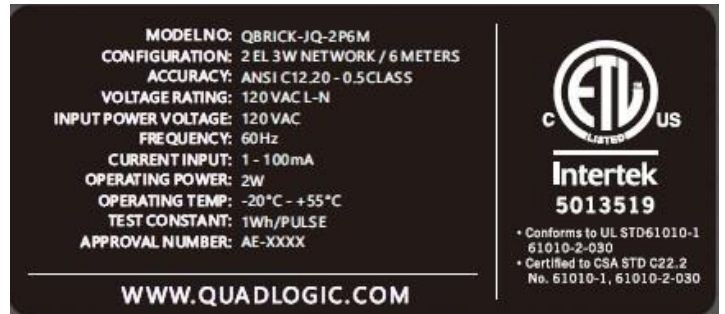 MODEL NO: QBRICK-JQ-2P6M
CONFIGURATION: 2 EL 3W NETWORK / 6 METERS
ACCURACY: ANSI C12.20 - 0.5 CLASS
VOLTAGE RATING: 120 VAC L-N
INPUT POWER VOLTAGE: 120 VAC
FREQUENCY: 60Hz
CURRENT INPUT: 1 - 100mA
OPERATING POWER: 2W
OPERATING TEMP: -20°C - +55°C
TEST CONSTANT: 1Wh/PULSE
APPROVAL NUMBER: AE-XXXX
WWW.QUADLOGIC.COM
ETL
LISTED
C US
Intertek
5013519
• Conforms to UL STD61010-1
61010-2-030
• Certified to CSA STD C22.2
No. 61010-1, 61010-2-030